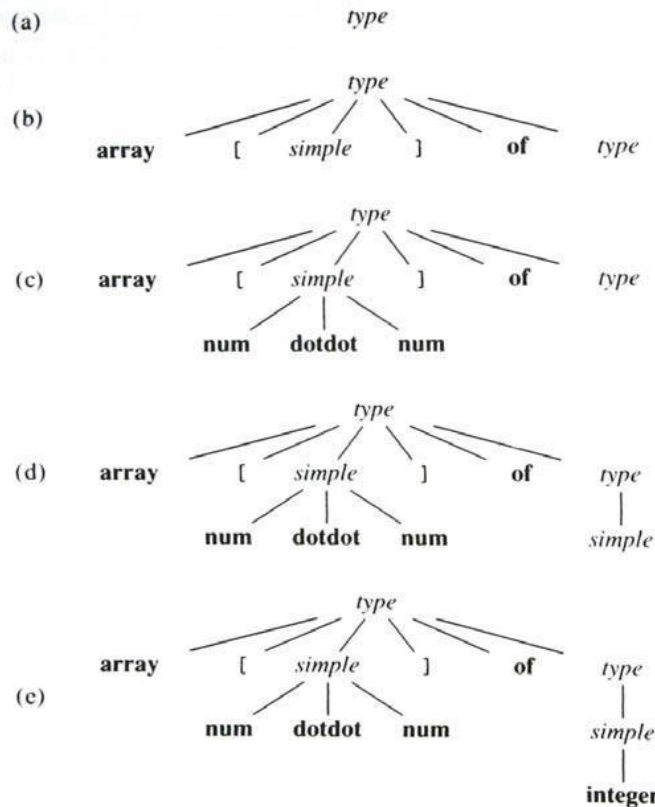 (a) type
type
(b)
array [ simple ] of type
type
(c) array [ simple ] of type
num dotdot num
type
(d) array [ simple ] of type
num dotdot num simple
type
array [ simple ] of type
(e)
num dotdot num simple
integer